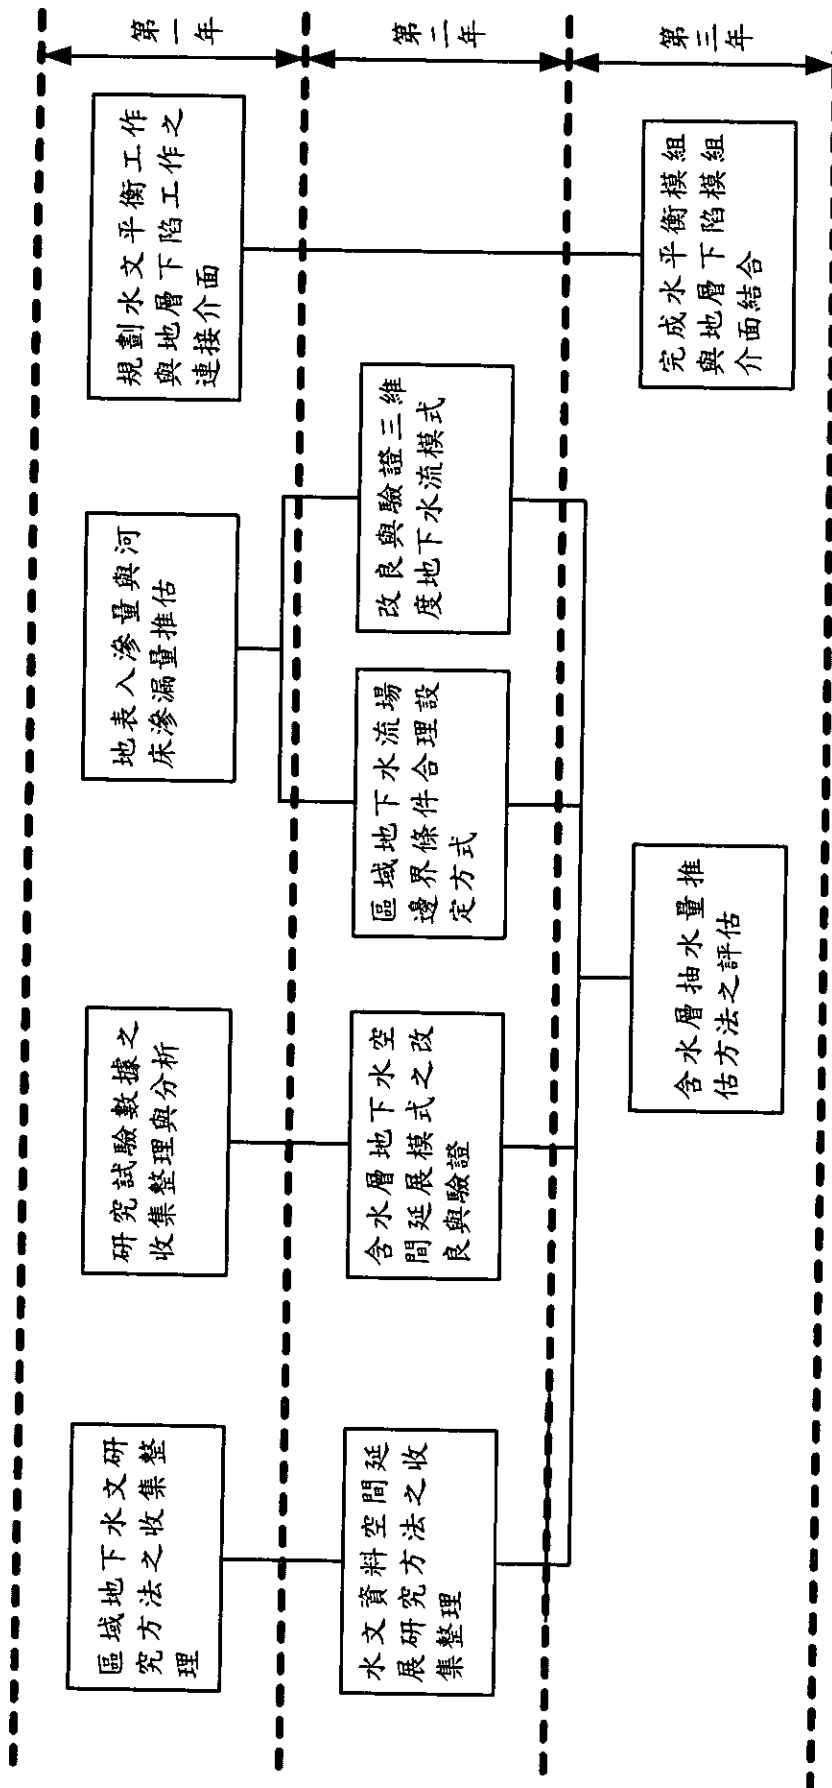 區域地下水文研
究方法之收集整
理
研究試驗數據之
收集整理與分析
地表入滲量與河
床滲漏量推估
規劃水文平衡工作
與地層下陷工作之
連接介面
第一年
水文資料空間延
展研究方法之收
集整理
含水層地下水空
間延展模式之改
良與驗證
區域地下水流場
邊界條件合理設
定方式
改良與驗證三維
度地下水流模式
第二年
含水層抽水量推
估方法之評估
完成水平衡模組
與地層下陷模組
介面結合
第三年